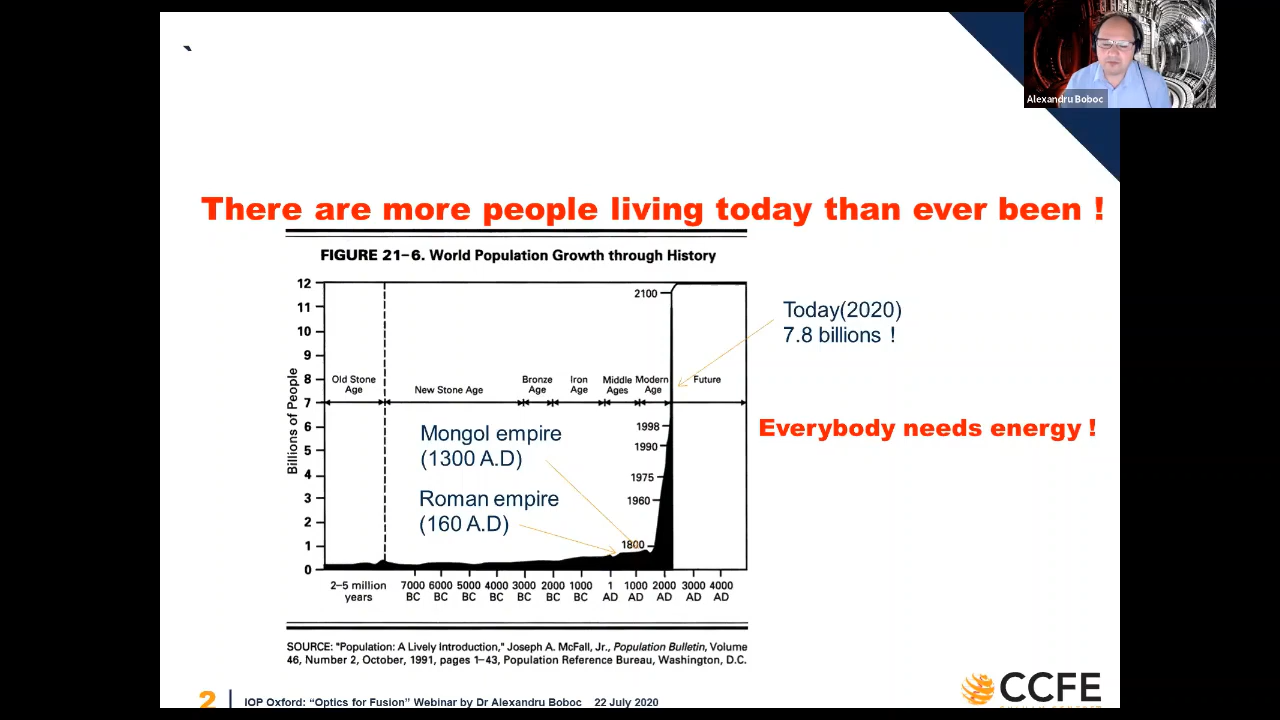 Alexandru Boboc
There are more people living today than ever been !
FIGURE 21–6. World Population Growth through History
Billions of People
12
11
10
9
8
7
6
5
4
3
2
1
0
2100
Old Stone
Age
New Stone Age
Bronze
Age
Iron
Age
Middle
Ages
Modern
Age
Future
1998
1990
1975
1960
1800
Today(2020)
7.8 billions !
Mongol empire
(1300 A.D)
Roman empire
(160 A.D)
Everybody needs energy !
2–5 million
years
7000
BC
6000
BC
5000
BC
4000
BC
3000
BC
2000
BC
1000
BC
1
AD
1000
AD
2000
AD
3000
AD
4000
AD
SOURCE: "Population: A Lively Introduction," Joseph A. McFall, Jr., Population Bulletin, Volume
46, Number 2, October, 1991, pages 1–43, Population Reference Bureau, Washington, D.C.
2
IOP Oxford: “Optics for Fusion” Webinar by Dr Alexandru Boboc 22 July 2020
CCFE